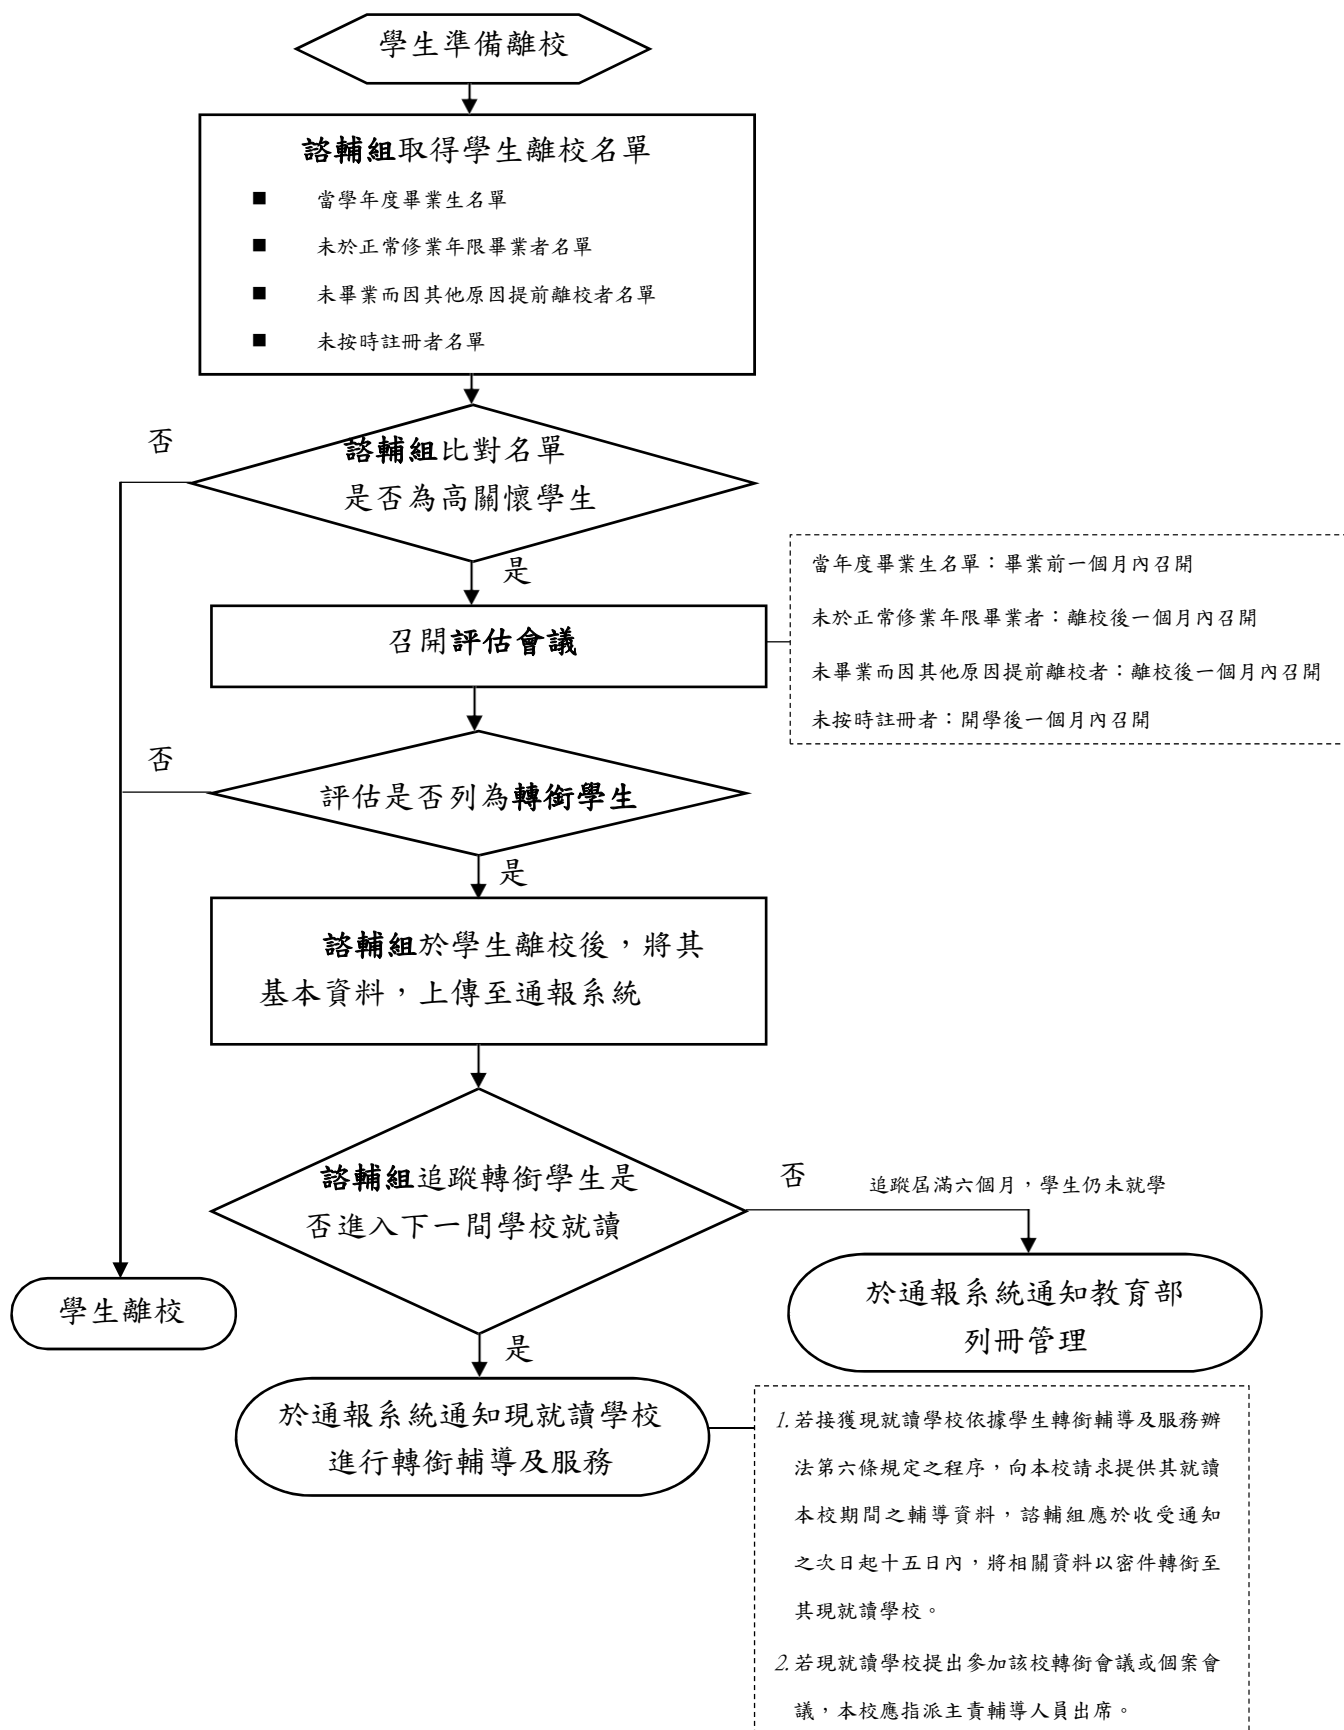 學生準備離校
諮輔組取得學生離校名單
■ 當學年度畢業生名單
■ 未於正常修業年限畢業者名單
■ 未畢業而因其他原因提前離校者名單
■ 未按時註冊者名單
否
諮輔組比對名單
是否為高關懷學生
是
當年度畢業生名單：畢業前一個月內召開
未於正常修業年限畢業者：離校後一個月內召開
未畢業而因其他原因提前離校者：離校後一個月內召開
未按時註冊者：開學後一個月內召開
召開評估會議
否
評估是否列為轉銜學生
是
諮輔組於學生離校後，將其
基本資料，上傳至通報系統
諮輔組追蹤轉銜學生是
否進入下一間學校就讀
否
追蹤屆滿六個月，學生仍未就學
學生離校
於通報系統通知教育部
列冊管理
是
於通報系統通知現就讀學校
進行轉銜輔導及服務
1.若接獲現就讀學校依據學生轉銜輔導及服務辦
法第六條規定之程序，向本校請求提供其就讀
本校期間之輔導資料，諮輔組應於收受通知
之次日起十五日內，將相關資料以密件轉銜至
其現就讀學校。
2.若現就讀學校提出參加該校轉銜會議或個案會
議，本校應指派主責輔導人員出席。